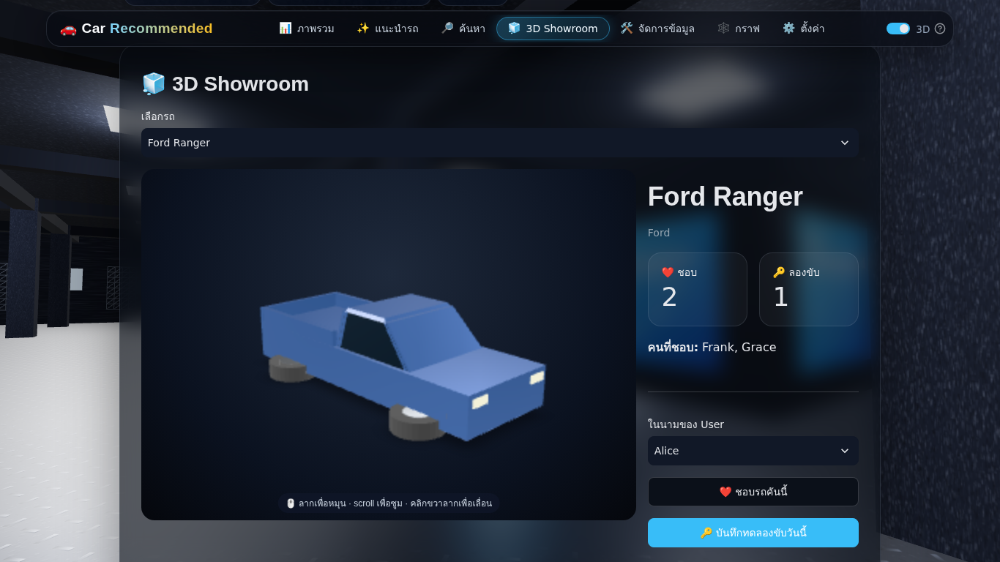 Car Recommended
ภาพรวม
แนะนำรถ
ค้นหา
3D Showroom
จัดการข้อมูล
กราฟ
ตั้งค่า
3D
3D Showroom
เลือกรถ
Ford Ranger
ลากเพื่อหมุน · scroll เพื่อซูม · คลิกขวาลากเพื่อเลื่อน
Ford Ranger
Ford
ชอบ
2
ลองขับ
1
คนที่ชอบ: Frank, Grace
ในนามของ User
Alice
ชอบรถคันนี้
บันทึกทดลองขับวันนี้